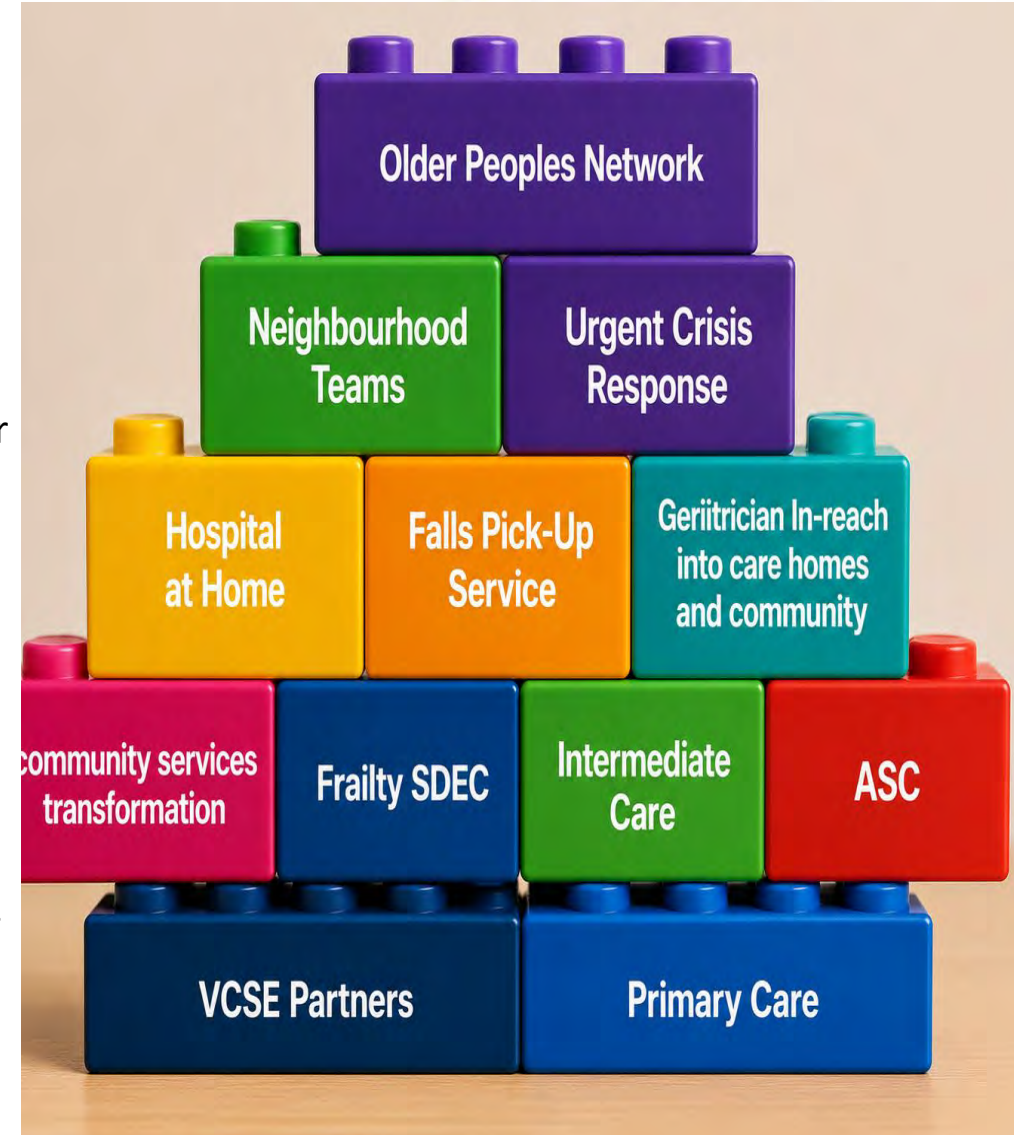 Older Peoples Network
Neighbourhood
Teams
Urgent Crisis
Response
Hospital
at Home
Falls Pick-Up
Service
Geriitrician In-reach
into care homes
and community
community services
transformation
Frailty SDEC
Intermediate
Care
ASC
VCSE Partners
Primary Care